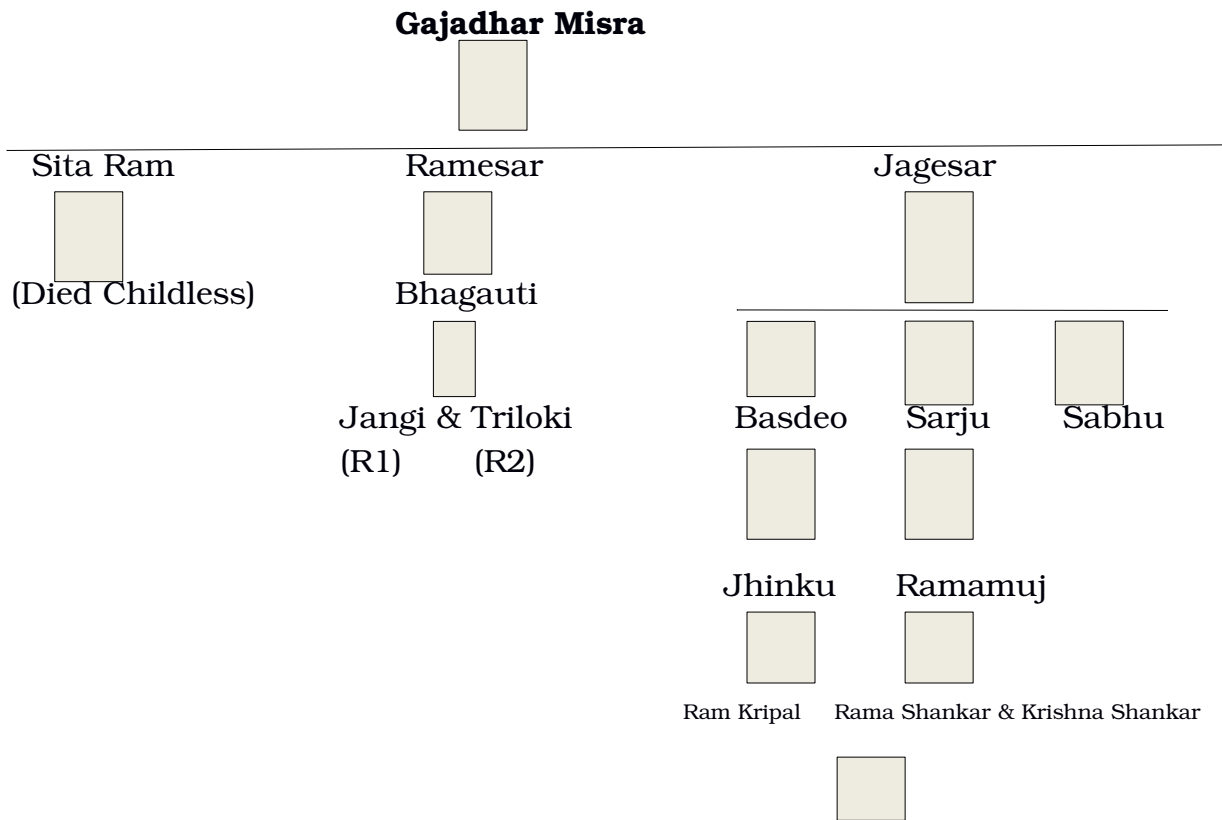 Gajadhar Misra
Sita Ram Ramesar Jagesar
(Died Childless) Bhagauti
Jangi & Triloki Basdeo Sarju Sabhu
(R1) (R2)
Jhinku Ramamuj
Ram Kripal Rama Shankar & Krishna Shankar